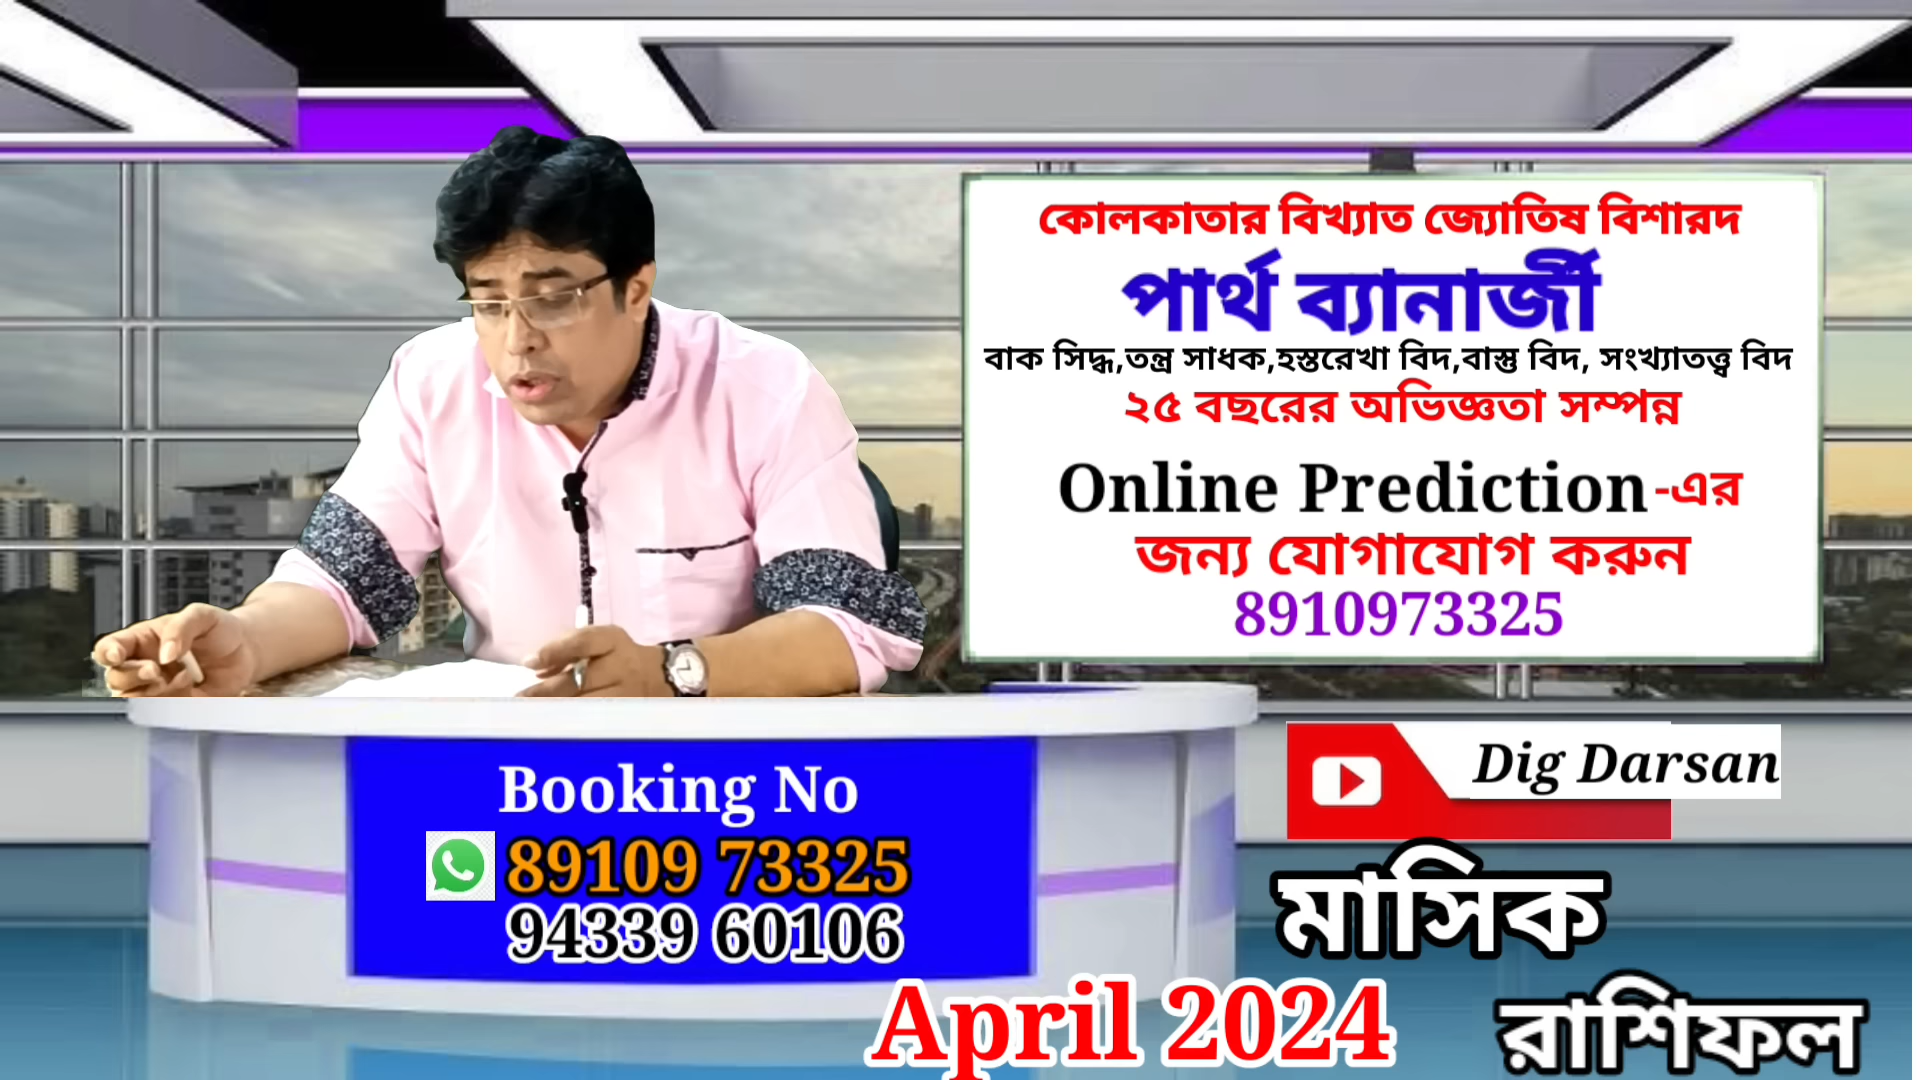 কোলকাতার বিখ্যাত জ্যোতিষ বিশারদ
পার্থ ব্যানার্জী
বাক সিদ্ধ,তন্ত্র সাধক,হস্তরেখা বিদ,বাস্তু বিদ, সংখ্যাতত্ত্ব বিদ
২৫ বছরের অভিজ্ঞতা সম্পন্ন
Online Prediction-এর
জন্য যোগাযোগ করুন
8910973325
Booking No
89109 73325
94339 60106
Dig Darsan
মাসিক
April 2024
রাশিফল